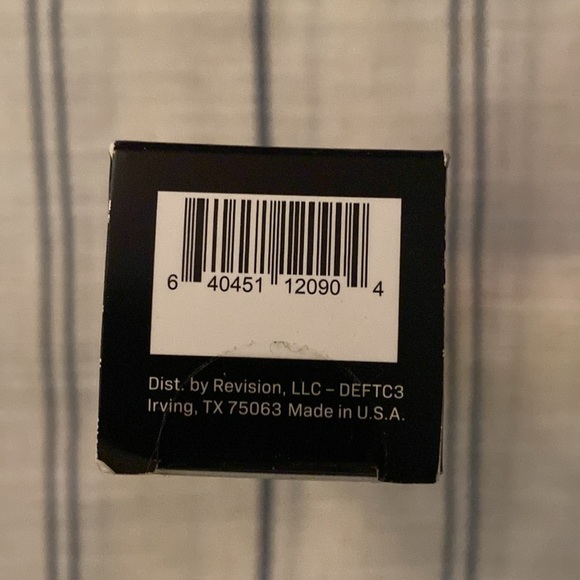 6 40451 12090 4
Dist. by Revision, LLC – DEFTC3
Irving, TX 75063 Made in U.S.A.